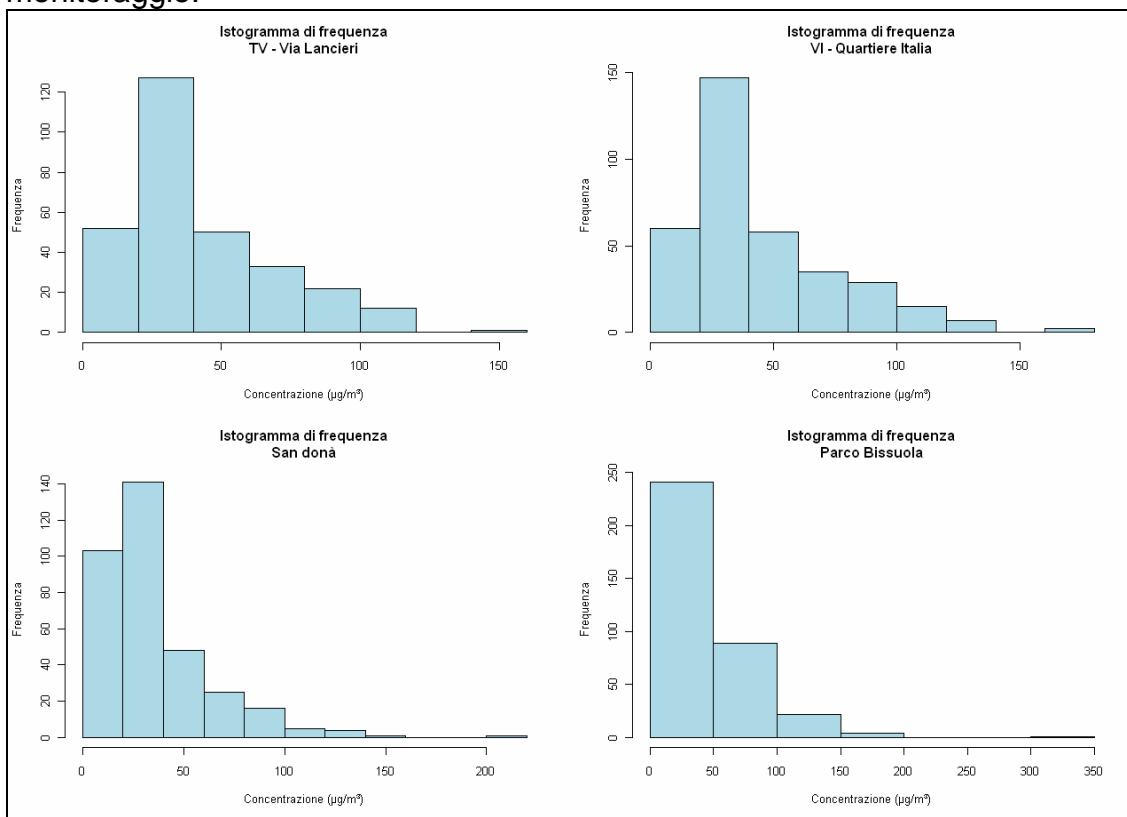 monitoraggio.
Istogramma di frequenza
TV - Via Lancieri
Frequenza
0 20 40 60 80 100 120
0 50 100 150
Concentrazione (µg/m³)
Istogramma di frequenza
VI - Quartiere Italia
Frequenza
0 50 100 150
0 50 100 150
Concentrazione (µg/m³)
Istogramma di frequenza
San donà
Frequenza
0 20 40 60 80 100 120 140
0 50 100 150 200
Concentrazione (µg/m³)
Istogramma di frequenza
Parco Bissuola
Frequenza
0 50 100 150 200 250
0 50 100 150 200 250 300 350
Concentrazione (µg/m³)